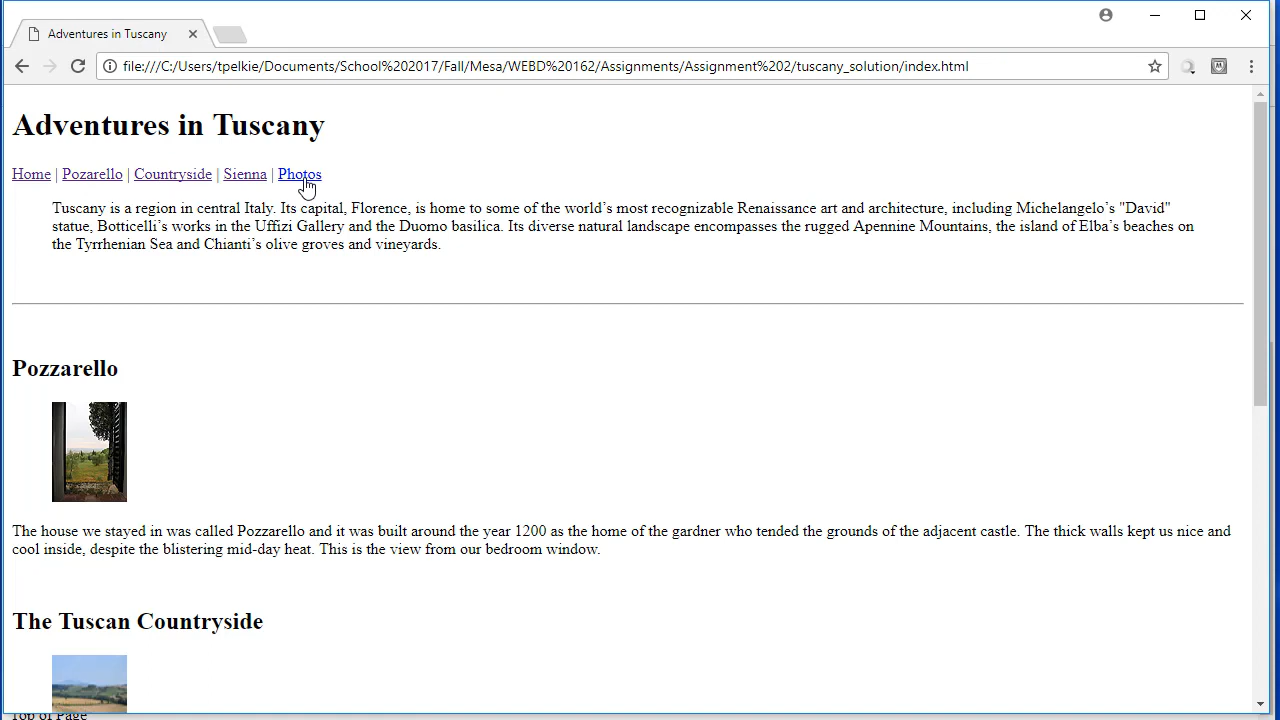 Adventures in Tuscany
file:///C:/Users/tpelkie/Documents/School%202017/Fall/Mesa/WEBD%20162/Assignments/Assignment%202/tuscany_solution/index.html
Adventures in Tuscany
Home | Pozarello | Countryside | Sienna | Photos
Tuscany is a region in central Italy. Its capital, Florence, is home to some of the world’s most recognizable Renaissance art and architecture, including Michelangelo’s "David"
statue, Botticelli’s works in the Uffizi Gallery and the Duomo basilica. Its diverse natural landscape encompasses the rugged Apennine Mountains, the island of Elba’s beaches on
the Tyrrhenian Sea and Chianti’s olive groves and vineyards.
Pozzarello
The house we stayed in was called Pozzarello and it was built around the year 1200 as the home of the gardner who tended the grounds of the adjacent castle. The thick walls kept us nice and
cool inside, despite the blistering mid-day heat. This is the view from our bedroom window.
The Tuscan Countryside
Top of Page